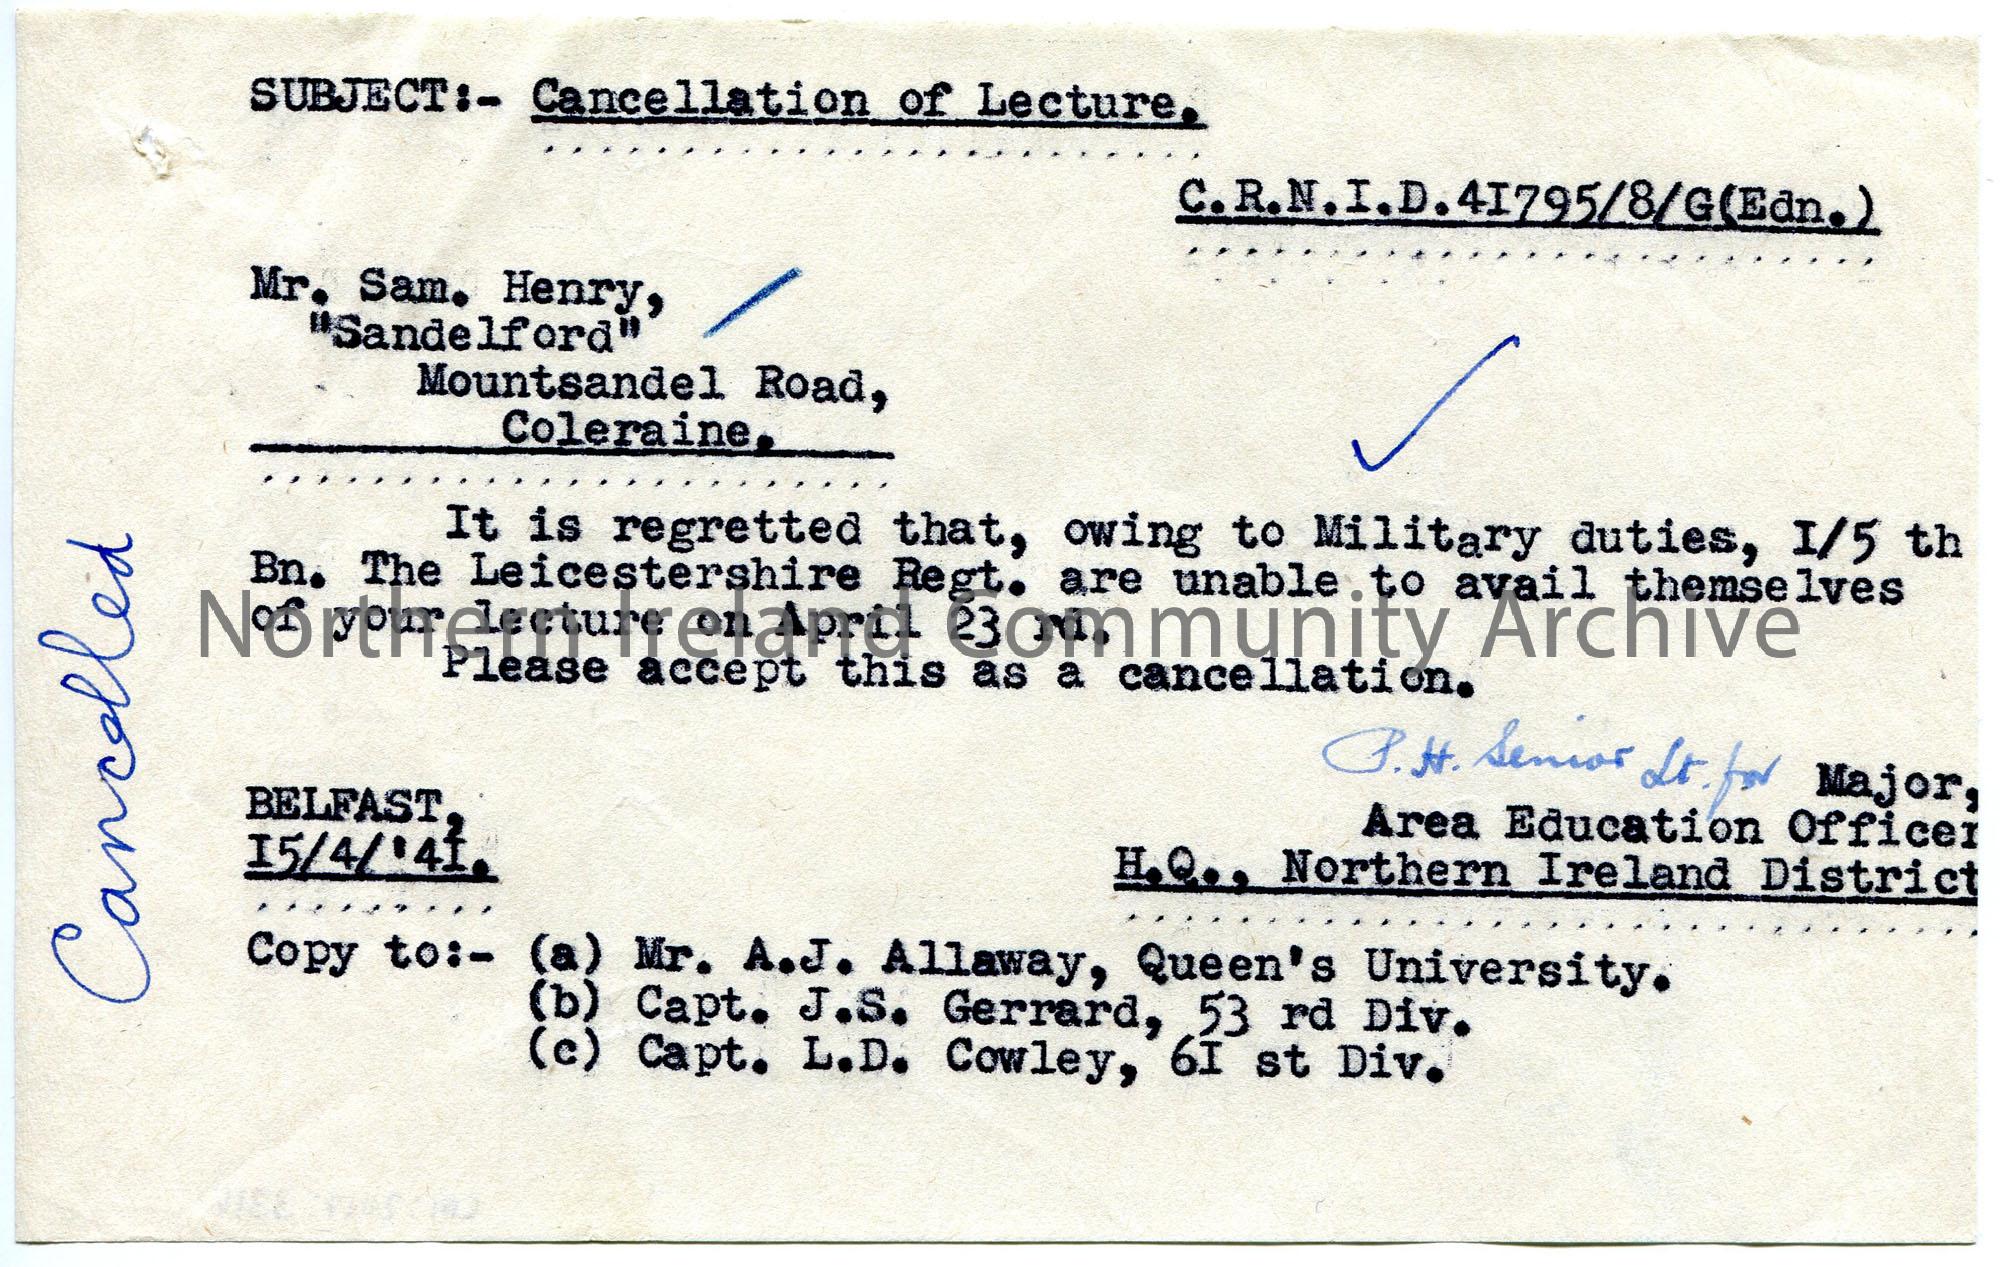 SUBJECT:- Cancellation of Lecture.
C.R.N.I.D.4I795/8/G(Edn.)
Mr. Sam. Henry,
"Sandelford"
Mountsandel Road,
Coleraine.
It is regretted that, owing to Military duties, I/5 th
Bn. The Leicestershire Regt. are unable to avail themselves
of your lecture on April 23 rd.
Please accept this as a cancellation.
Northern Ireland Community Archive
P.H. Senior Lt. for Major,
Area Education Officer
H.Q., Northern Ireland District
BELFAST,
I5/4/'4I.
Copy to:- (a) Mr. A.J. Allaway, Queen's University.
(b) Capt. J.S. Gerrard, 53 rd Div.
(c) Capt. L.D. Cowley, 6I st Div.
Cancelled